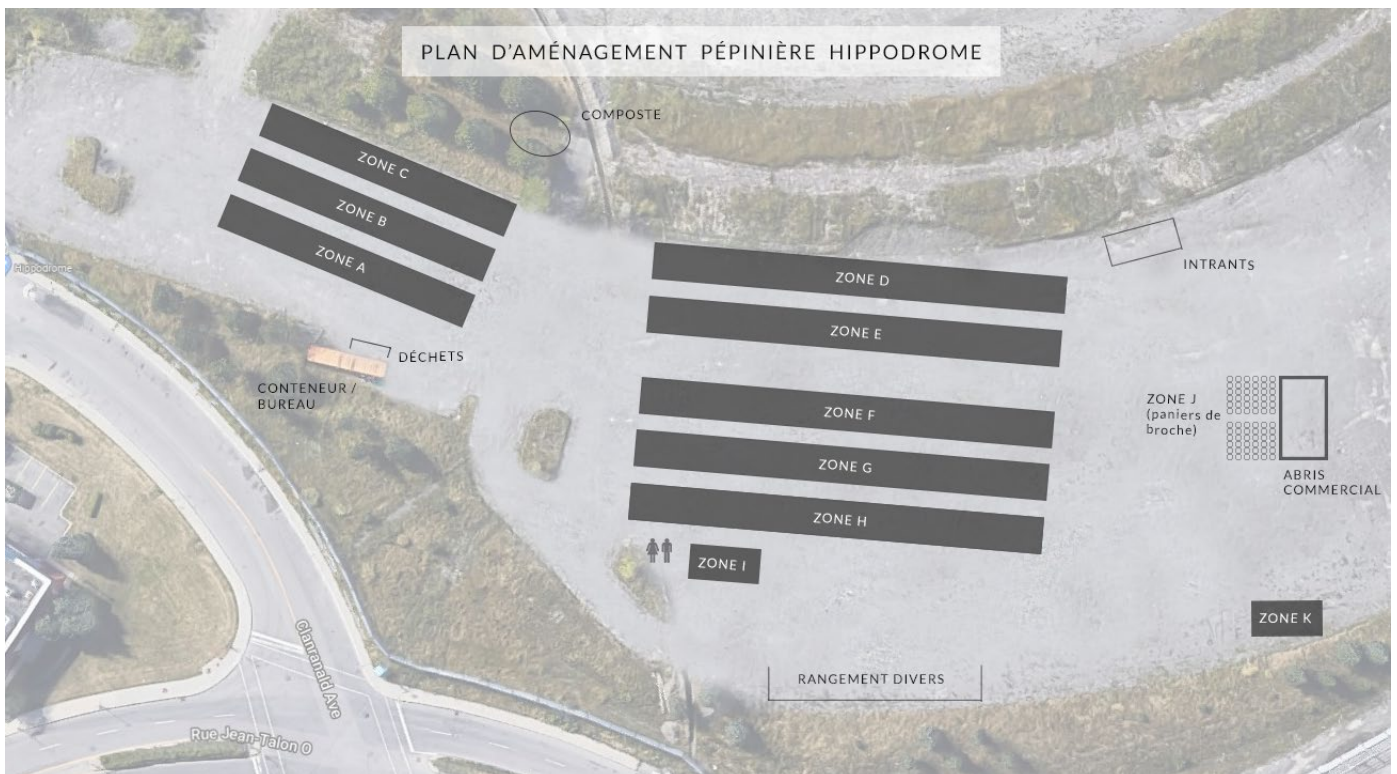 PLAN D'AMÉNAGEMENT PÉPINIÈRE HIPPODROME
COMPOSTE
ZONE C
ZONE B
ZONE A
Hippodrome
DÉCHETS
CONTENEUR /
BUREAU
ZONE D
INTRANTS
ZONE E
ZONE F
ZONE G
ZONE H
ZONE I
ZONE J
(paniers de
broche)
ABRIS
COMMERCIAL
ZONE K
RANGEMENT DIVERS
Clanranald Ave
Rue Jean-Talon O